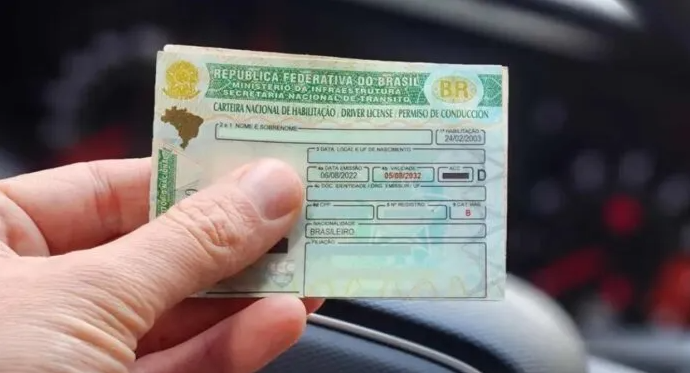 REPÚBLICA FEDERATIVA DO BRASIL
MINISTÉRIO DA INFRAESTRUTURA
SECRETARIA NACIONAL DE TRÂNSITO
BR
CARTEIRA NACIONAL DE HABILITAÇÃO / DRIVER LICENSE / PERMISO DE CONDUCCIÓN
2 e 1 NOME E SOBRENOME
1ª HABILITAÇÃO
24/02/2003
3 DATA, LOCAL E UF DE NASCIMENTO
4a DATA EMISSÃO
4b VALIDADE
ACC
06/08/2022
05/08/2032
D
4c DOC. IDENTIDADE / ÓRG. EMISSOR / UF
4d CPF
5 Nº REGISTRO
9 CAT HAB
B
NACIONALIDADE
BRASILEIRO
FILIAÇÃO